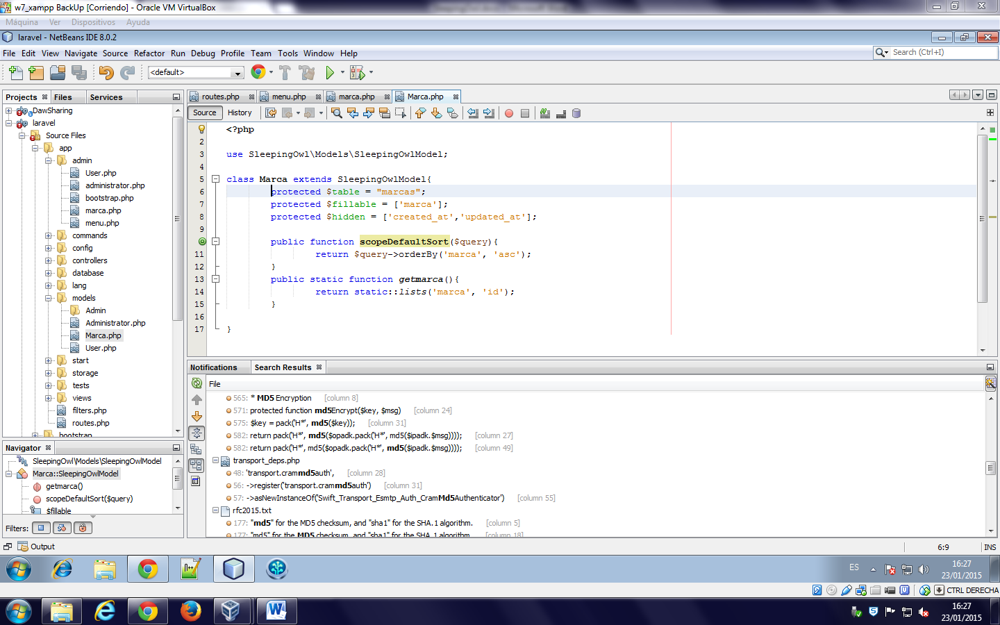 w7_xampp BackUp [Corriendo] - Oracle VM VirtualBox
Máquina Ver Dispositivos Ayuda
laravel - NetBeans IDE 8.0.2
File Edit View Navigate Source Refactor Run Debug Profile Team Tools Window Help
Search (Ctrl+I)
<default>
Projects Files Services
DawSharing
laravel
Source Files
app
admin
User.php
administrator.php
bootstrap.php
marca.php
menu.php
commands
config
controllers
database
lang
models
Admin
Administrator.php
Marca.php
User.php
start
storage
tests
views
filters.php
routes.php
bootstrap
Navigator
SleepingOwl\Models\SleepingOwlModel
Marca::SleepingOwlModel
getmarca()
scopeDefaultSort($query)
$fillable
Filters:
routes.php menu.php marca.php Marca.php
Source History
<?php
2
3 use SleepingOwl\Models\SleepingOwlModel;
4
5 class Marca extends SleepingOwlModel{
6 protected $table = "marcas";
7 protected $fillable = ['marca'];
8 protected $hidden = ['created_at','updated_at'];
9
public function scopeDefaultSort($query){
11 return $query->orderBy('marca', 'asc');
12 }
13 public static function getmarca(){
14 return static::lists('marca', 'id');
15 }
16
17 }
Notifications Search Results
File
565: * MD5 Encryption [column 8]
571: protected function md5Encrypt($key, $msg) [column 24]
575: $key = pack('H*', md5($key)); [column 31]
582: return pack('H*', md5($opadk.pack('H*', md5($ipadk.$msg)))); [column 27]
582: return pack('H*', md5($opadk.pack('H*', md5($ipadk.$msg)))); [column 49]
transport_deps.php
48: 'transport.crammd5auth', [column 28]
56: ->register('transport.crammd5auth') [column 31]
57: ->asNewInstanceOf('Swift_Transport_Esmtp_Auth_CramMd5Authenticator') [column 55]
rfc2015.txt
177: "md5" for the MD5 checksum, and "sha1" for the SHA.1 algorithm. [column 5]
177: "md5" for the MD5 checksum, and "sha1" for the SHA.1 algorithm. [column 18]
Output
6:9 INS
ES
16:27
23/01/2015
CTRL DERECHA
16:27
23/01/2015